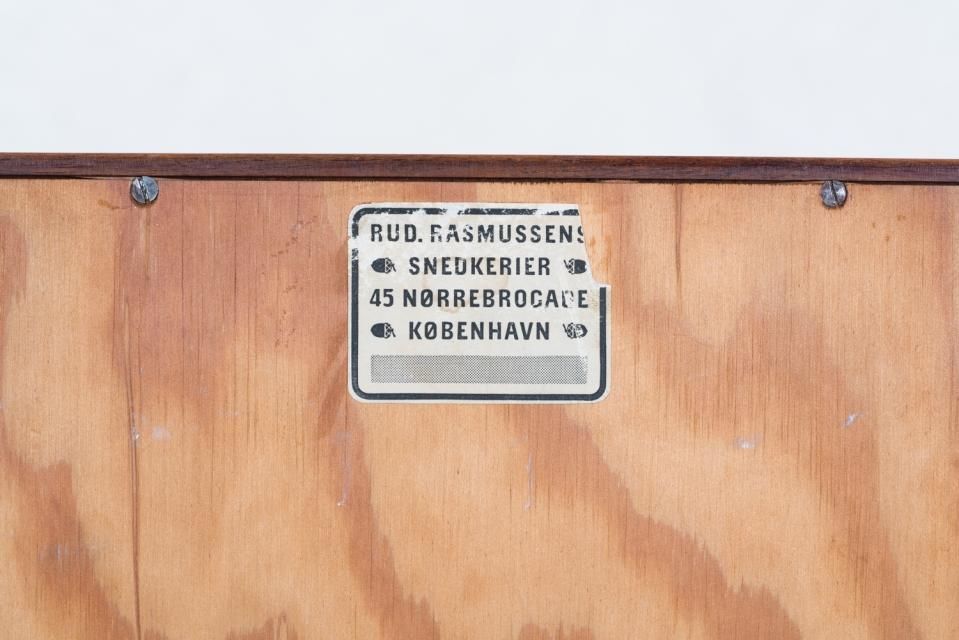 RUD. RASMUSSENS
SNEDKERIER
45 NØRREBROGADE
KØBENHAVN